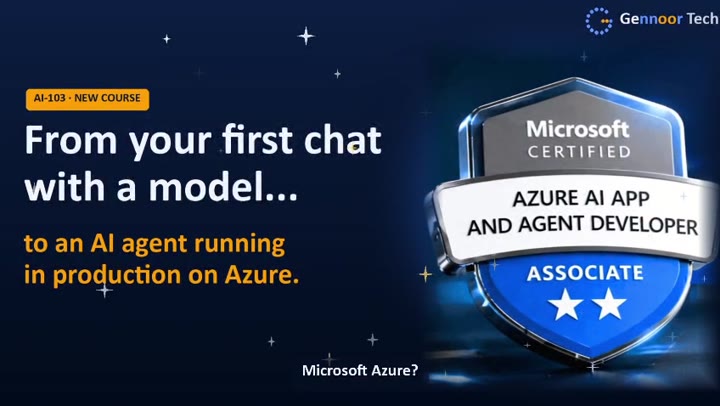 Gennoor Tech
AI-103 · NEW COURSE
From your first chat
with a model...
to an AI agent running
in production on Azure.
Microsoft
CERTIFIED
AZURE AI APP
AND AGENT DEVELOPER
ASSOCIATE
Microsoft Azure?